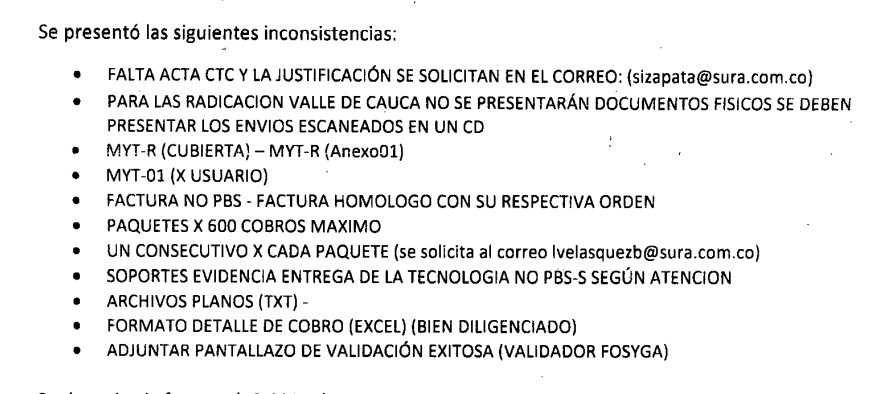 Se presentó las siguientes inconsistencias:
• FALTA ACTA CTC Y LA JUSTIFICACIÓN SE SOLICITAN EN EL CORREO: (sizapata@sura.com.co)
• PARA LAS RADICACION VALLE DE CAUCA NO SE PRESENTARÁN DOCUMENTOS FISICOS SE DEBEN
PRESENTAR LOS ENVIOS ESCANEADOS EN UN CD
• MYT-R (CUBIERTA) – MYT-R (Anexo01)
• MYT-01 (X USUARIO)
• FACTURA NO PBS - FACTURA HOMOLOGO CON SU RESPECTIVA ORDEN
• PAQUETES X 600 COBROS MAXIMO
• UN CONSECUTIVO X CADA PAQUETE (se solicita al correo lvelasquezb@sura.com.co)
• SOPORTES EVIDENCIA ENTREGA DE LA TECNOLOGIA NO PBS-S SEGÚN ATENCION
• ARCHIVOS PLANOS (TXT) -
• FORMATO DETALLE DE COBRO (EXCEL) (BIEN DILIGENCIADO)
• ADJUNTAR PANTALLAZO DE VALIDACIÓN EXITOSA (VALIDADOR FOSYGA)